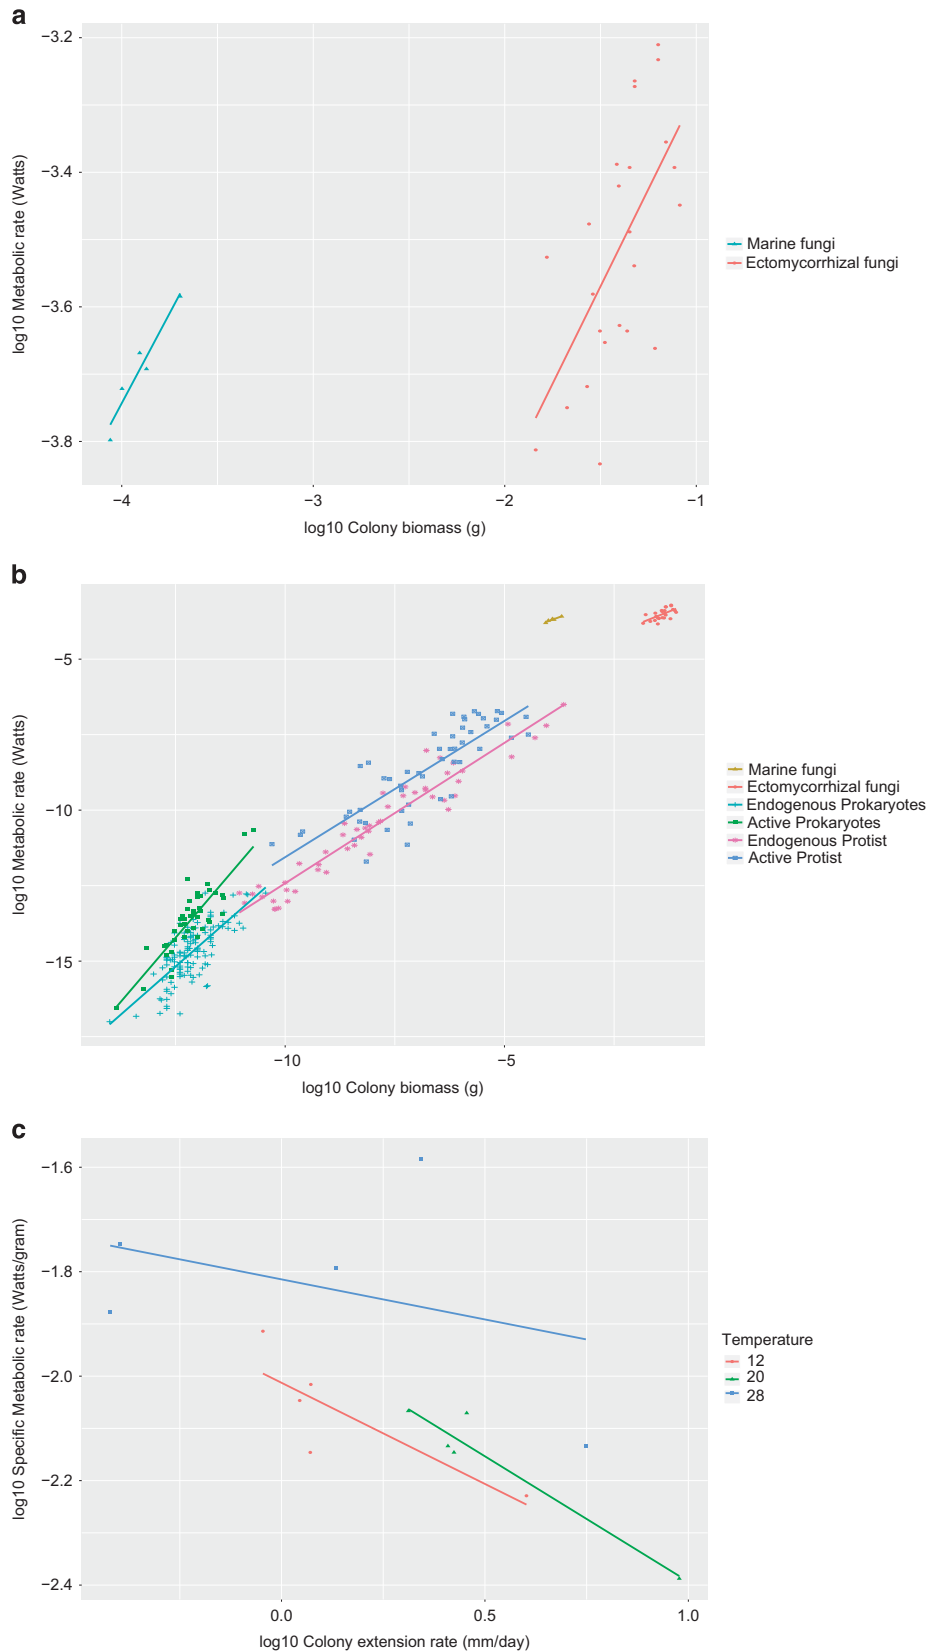 a
−3.2
−3.4
−3.6
−3.8
log10 Metabolic rate (Watts)
−4
−3
−2
−1
log10 Colony biomass (g)
Marine fungi
Ectomycorrhizal fungi
b
−5
−10
−15
log10 Metabolic rate (Watts)
−10
−5
log10 Colony biomass (g)
Marine fungi
Ectomycorrhizal fungi
Endogenous Prokaryotes
Active Prokaryotes
Endogenous Protist
Active Protist
c
−1.6
−1.8
−2.0
−2.2
−2.4
log10 Specific Metabolic rate (Watts/gram)
0.0
0.5
1.0
log10 Colony extension rate (mm/day)
Temperature
12
20
28